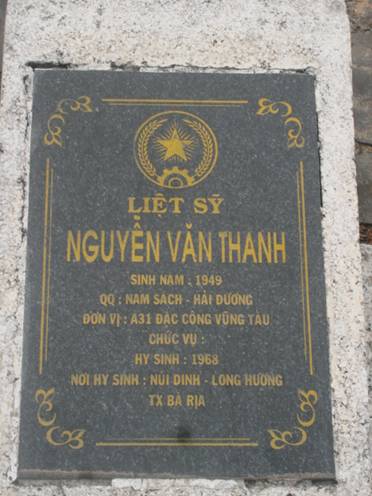 LIỆT SỸ
NGUYỄN VĂN THANH
SINH NĂM : 1949
QQ : NAM SÁCH - HẢI DƯƠNG
ĐƠN VỊ : A31 ĐẶC CÔNG VŨNG TÀU
CHỨC VỤ :
HY SINH : 1968
NƠI HY SINH : NÚI DINH - LONG HƯƠNG
TX BÀ RỊA